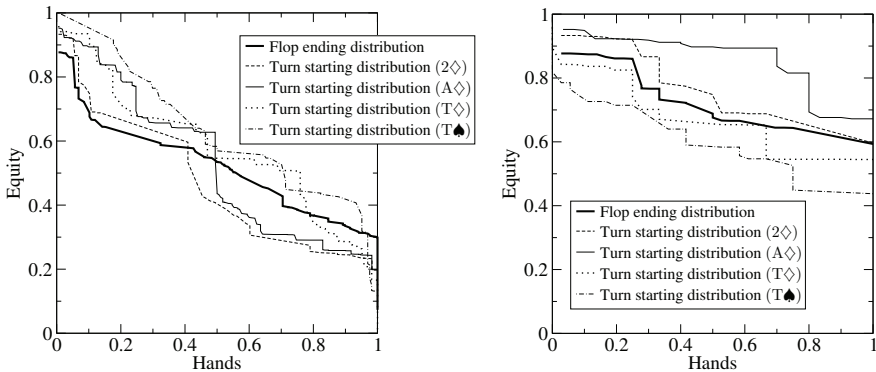 1
0.8
0.6
0.4
0.2
0
Equity
0 0.2 0.4 0.6 0.8 1
Hands
Flop ending distribution
Turn starting distribution (2♢)
Turn starting distribution (A♢)
Turn starting distribution (T♢)
Turn starting distribution (T♠)
1
0.8
0.6
0.4
0.2
0
Equity
0 0.2 0.4 0.6 0.8 1
Hands
Flop ending distribution
Turn starting distribution (2♢)
Turn starting distribution (A♢)
Turn starting distribution (T♢)
Turn starting distribution (T♠)